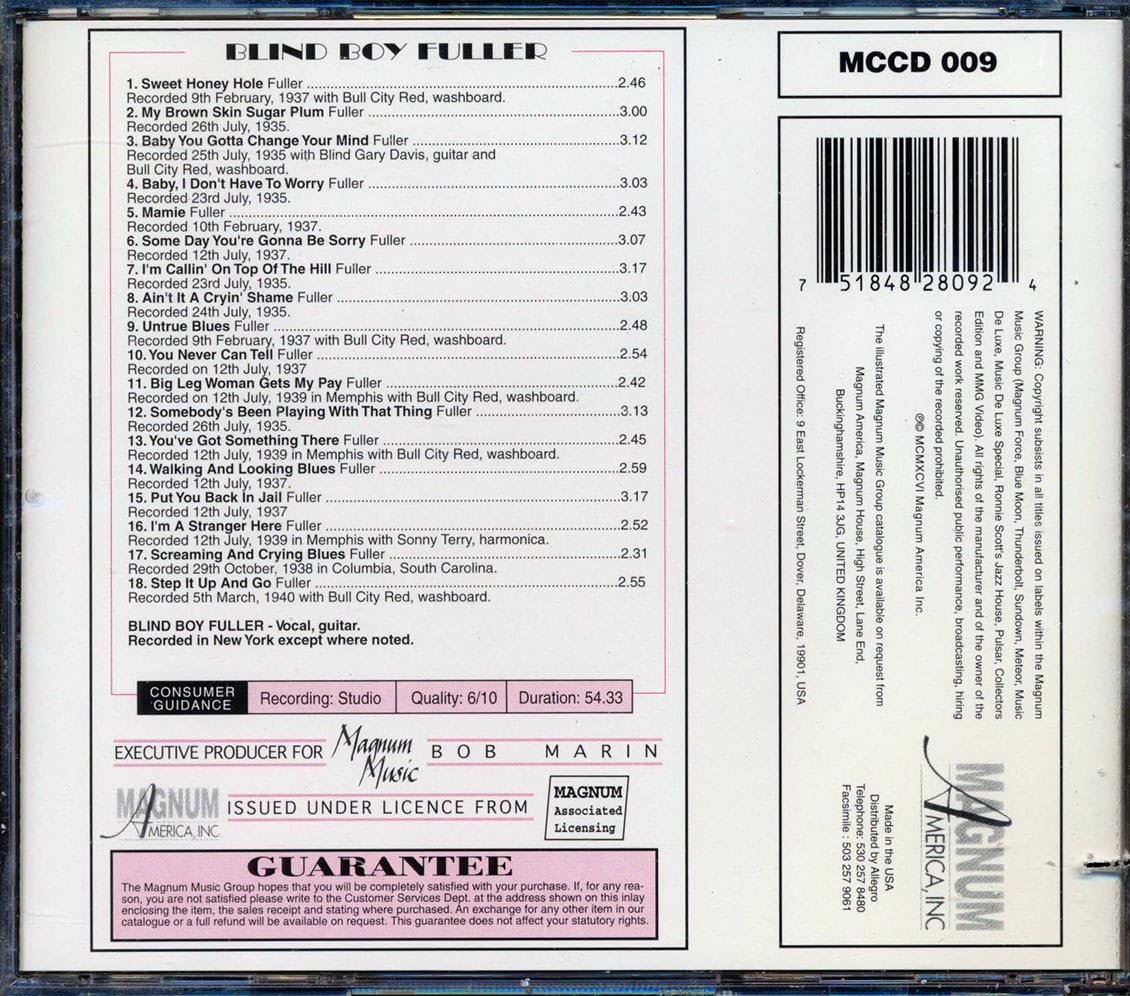 BLIND BOY FULLER
1. Sweet Honey Hole Fuller ........ 2.46
Recorded 9th February, 1937 with Bull City Red, washboard.
2. My Brown Skin Sugar Plum Fuller ........ 3.00
Recorded 26th July, 1935.
3. Baby You Gotta Change Your Mind Fuller ........ 3.12
Recorded 25th July, 1935 with Blind Gary Davis, guitar and
Bull City Red, washboard.
4. Baby, I Don't Have To Worry Fuller ........ 3.03
Recorded 23rd July, 1935.
5. Mamie Fuller ........ 2.43
Recorded 10th February, 1937.
6. Some Day You're Gonna Be Sorry Fuller ........ 3.07
Recorded 12th July, 1937.
7. I'm Callin' On Top Of The Hill Fuller ........ 3.17
Recorded 23rd July, 1935.
8. Ain't It A Cryin' Shame Fuller ........ 3.03
Recorded 24th July, 1935.
9. Untrue Blues Fuller ........ 2.48
Recorded 9th February, 1937 with Bull City Red, washboard.
10. You Never Can Tell Fuller ........ 2.54
Recorded on 12th July, 1937
11. Big Leg Woman Gets My Pay Fuller ........ 2.42
Recorded on 12th July, 1939 in Memphis with Bull City Red, washboard.
12. Somebody's Been Playing With That Thing Fuller ........ 3.13
Recorded 26th July, 1935.
13. You've Got Something There Fuller ........ 2.45
Recorded 12th July, 1939 in Memphis with Bull City Red, washboard.
14. Walking And Looking Blues Fuller ........ 2.59
Recorded 12th July, 1937.
15. Put You Back In Jail Fuller ........ 3.17
Recorded 12th July, 1937
16. I'm A Stranger Here Fuller ........ 2.52
Recorded 12th July, 1939 in Memphis with Sonny Terry, harmonica.
17. Screaming And Crying Blues Fuller ........ 2.31
Recorded 29th October, 1938 in Columbia, South Carolina.
18. Step It Up And Go Fuller ........ 2.55
Recorded 5th March, 1940 with Bull City Red, washboard.
BLIND BOY FULLER - Vocal, guitar.
Recorded in New York except where noted.
CONSUMER GUIDANCE Recording: Studio Quality: 6/10 Duration: 54.33
EXECUTIVE PRODUCER FOR Magnum Music BOB MARIN
MAGNUM AMERICA, INC ISSUED UNDER LICENCE FROM MAGNUM Associated Licensing
GUARANTEE
The Magnum Music Group hopes that you will be completely satisfied with your purchase. If, for any rea-
son, you are not satisfied please write to the Customer Services Dept. at the address shown on this inlay
enclosing the item, the sales receipt and stating where purchased. An exchange for any other item in our
catalogue or a full refund will be available on request. This guarantee does not affect your statutory rights.
MCCD 009
7 51848 28092 4
WARNING: Copyright subsists in all titles issued on labels within the Magnum
Music Group (Magnum Force, Blue Moon, Thunderbolt, Sundown, Meteor, Music
De Luxe, Music De Luxe Special, Ronnie Scott's Jazz House, Pulsar, Collectors
Edition and MMG Video). All rights of the manufacturer and of the owner of the
recorded work reserved. Unauthorised public performance, broadcasting, hiring
or copying of the recorded prohibited.
℗© MCMXCVI Magnum America Inc.
The illustrated Magnum Music Group catalogue is available on request from
Magnum America, Magnum House, High Street, Lane End,
Buckinghamshire, HP14 3JG, UNITED KINGDOM
Registered Office: 9 East Lockerman Street, Dover, Delaware, 19901, USA
MAGNUM
AMERICA, INC
Made in the USA
Distributed by Allegro
Telephone: 530 257 8480
Facsimile : 503 257 9061